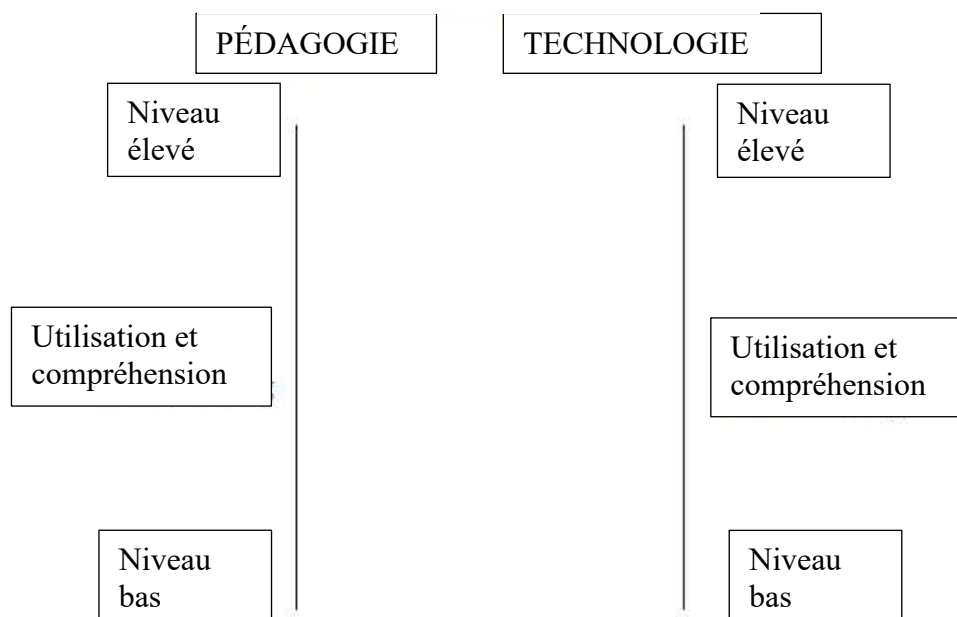 PÉDAGOGIE
TECHNOLOGIE
Niveau
élevé
Niveau
élevé
Utilisation et
compréhension
Utilisation et
compréhension
Niveau
bas
Niveau
bas